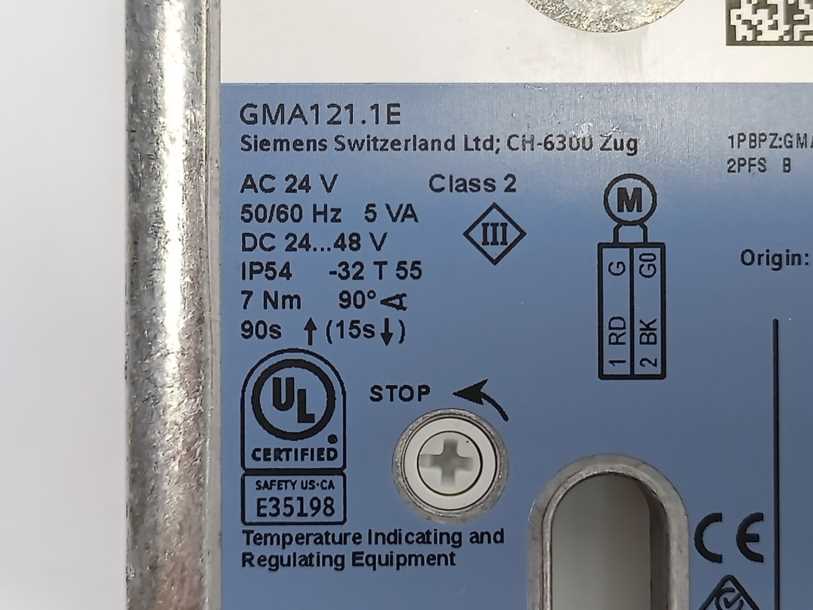 GMA121.1E
Siemens Switzerland Ltd; CH-6300 Zug
1PBPZ:GMA
2PFS B
AC 24 V Class 2
50/60 Hz 5 VA
DC 24...48 V
IP54 -32 T 55
7 Nm 90°
90s ↑ (15s↓)
III
M
1 RD G
2 BK G0
Origin:
STOP
UL
CERTIFIED
SAFETY US·CA
E35198
Temperature Indicating and
Regulating Equipment
CE